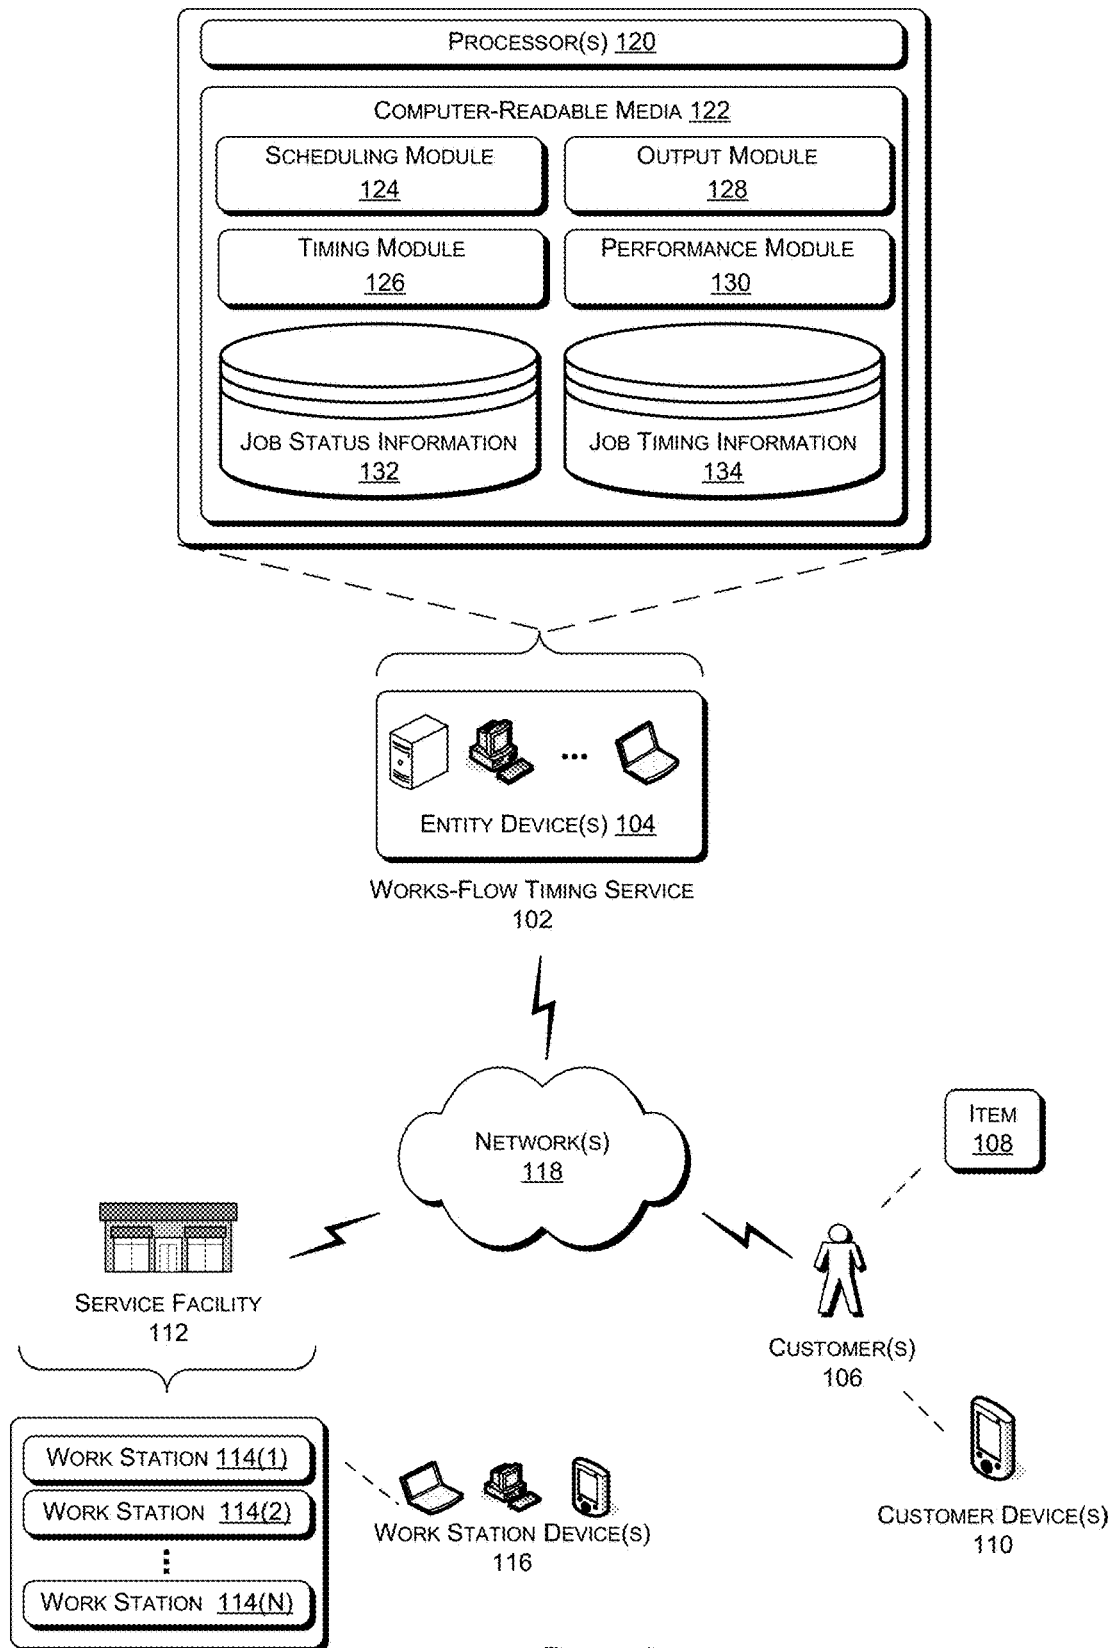 PROCESSOR(S) 120
COMPUTER-READABLE MEDIA 122
SCHEDULING MODULE
124
OUTPUT MODULE
128
TIMING MODULE
126
PERFORMANCE MODULE
130
JOB STATUS INFORMATION
132
JOB TIMING INFORMATION
134
...
ENTITY DEVICE(S) 104
WORKS-FLOW TIMING SERVICE
102
NETWORK(S)
118
ITEM
108
SERVICE FACILITY
112
CUSTOMER(S)
106
WORK STATION 114(1)
WORK STATION 114(2)
⋮
WORK STATION 114(N)
WORK STATION DEVICE(S)
116
CUSTOMER DEVICE(S)
110